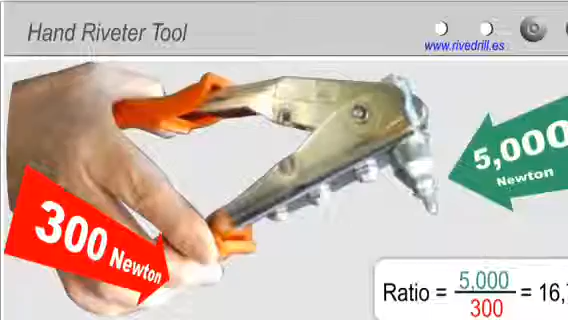 Hand Riveter Tool
www.rivedrill.es
5,000
Newton
300 Newton
Ratio = 5,000 / 300 = 16,